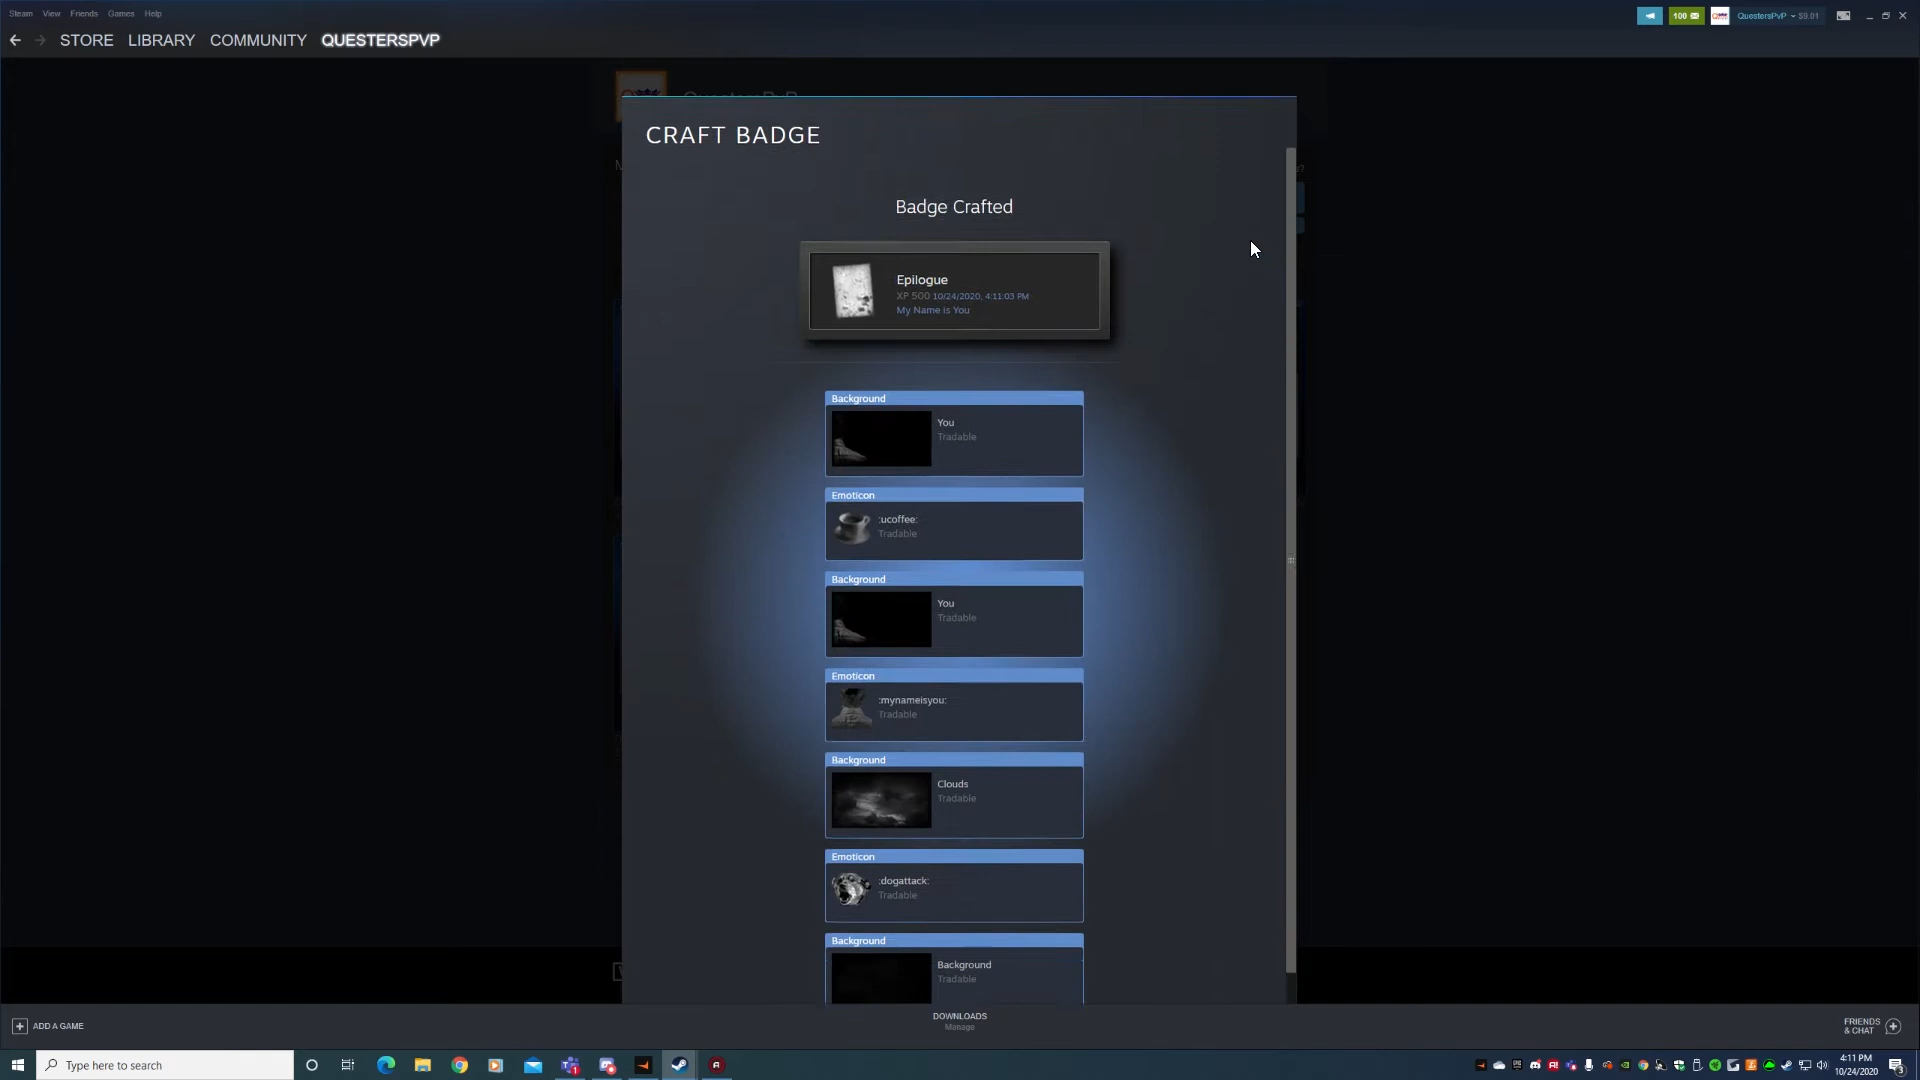 Steam View Friends Games Help
100
QuestersPvP $9.01
STORE LIBRARY COMMUNITY QUESTERSPVP
CRAFT BADGE
Badge Crafted
Epilogue
XP 500 10/24/2020, 4:11:03 PM
My Name is You
Background
You
Tradable
Emoticon
:ucoffee:
Tradable
Background
You
Tradable
Emoticon
:mynameisyou:
Tradable
Background
Clouds
Tradable
Emoticon
:dogattack:
Tradable
Background
Background
Tradable
ADD A GAME
DOWNLOADS
Manage
FRIENDS
& CHAT
Type here to search
4:11 PM
10/24/2020